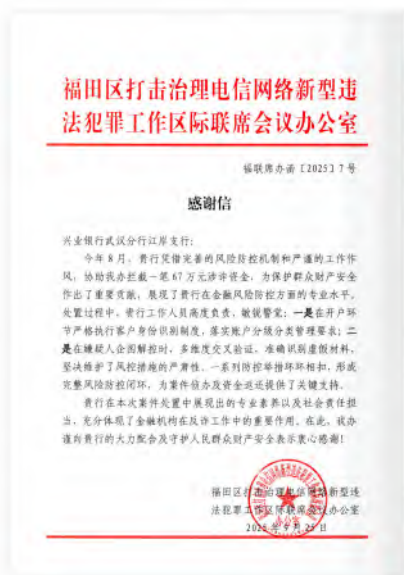 福田区打击治理电信网络新型违
法犯罪工作区际联席会议办公室
福联席办函〔2025〕7号
感谢信
兴业银行武汉分行江岸支行：
今年8月，贵行凭借完善的风险防控机制和严谨的工作作
风，协助我办拦截一笔67万元涉诈资金，为保护群众财产安全
作出了重要贡献，展现了贵行在金融风险防控方面的专业水平。
处置过程中，贵行工作人员高度负责、敏锐警觉：一是在开户环
节严格执行客户身份识别制度，落实账户分级分类管理要求；二
是在嫌疑人企图解控时，多维度交叉验证，准确识别虚假材料，
坚决维护了风控措施的严肃性。一系列防控举措环环相扣，形成
完整风险防控闭环，为案件侦办及资金返还提供了关键支持。
贵行在本次案件处置中展现出的专业素养以及社会责任担
当，充分体现了金融机构在反诈工作中的重要作用。在此，我办
谨向贵行的大力配合及守护人民群众财产安全表示衷心感谢！
福田区打击治理电信网络新型违
法犯罪工作区际联席会议办公室
2025年9月25日